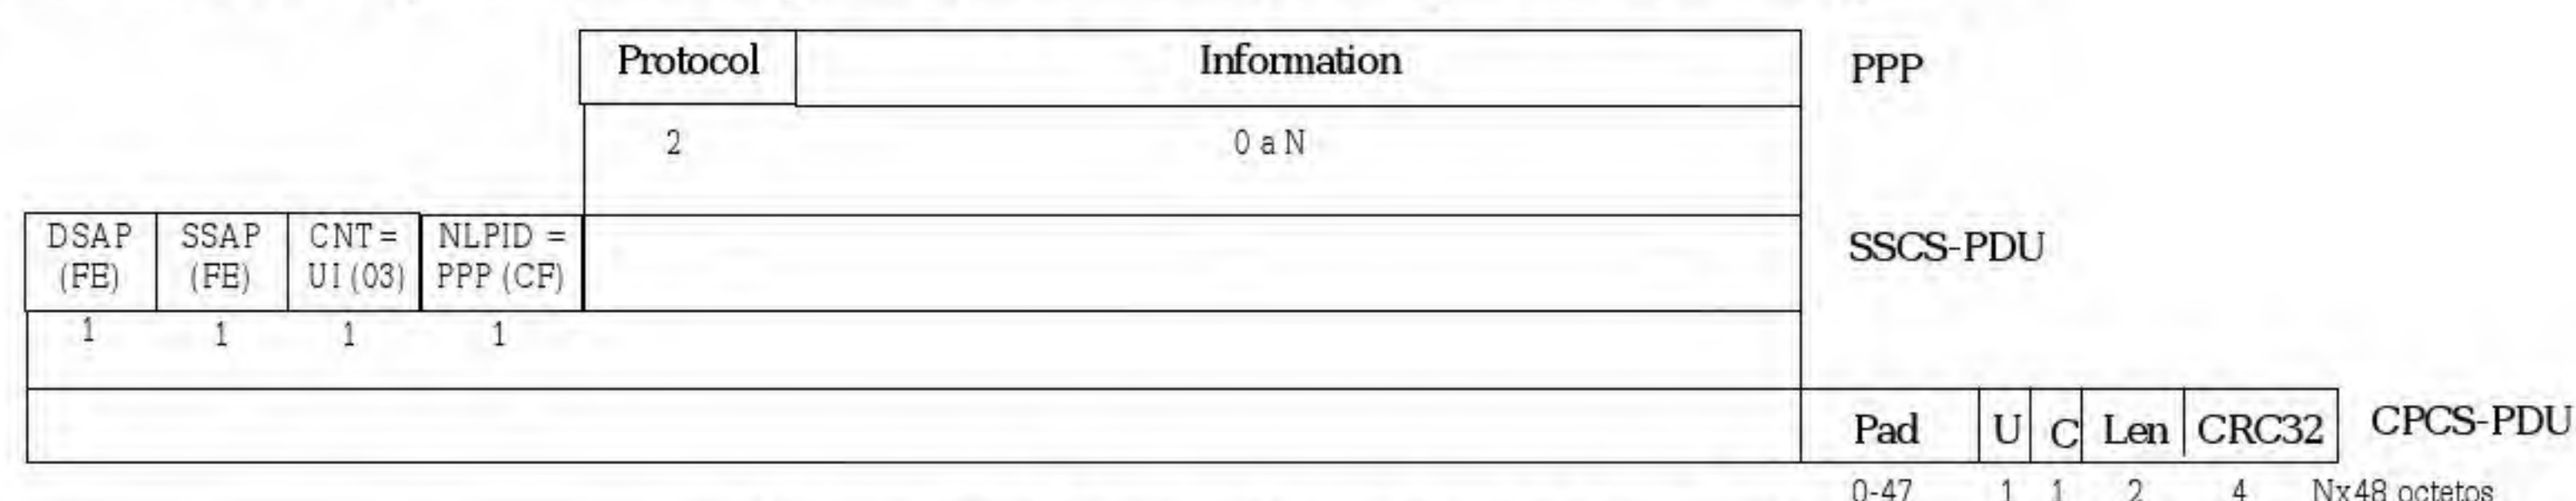 Protocol Information PPP
2 0 a N
DSAP (FE) SSAP (FE) CNT = UI (03) NLPID = PPP (CF) SSCS-PDU
1 1 1 1
Pad U C Len CRC32 CPCS-PDU
0-47 1 1 2 4 Nx48 octetos